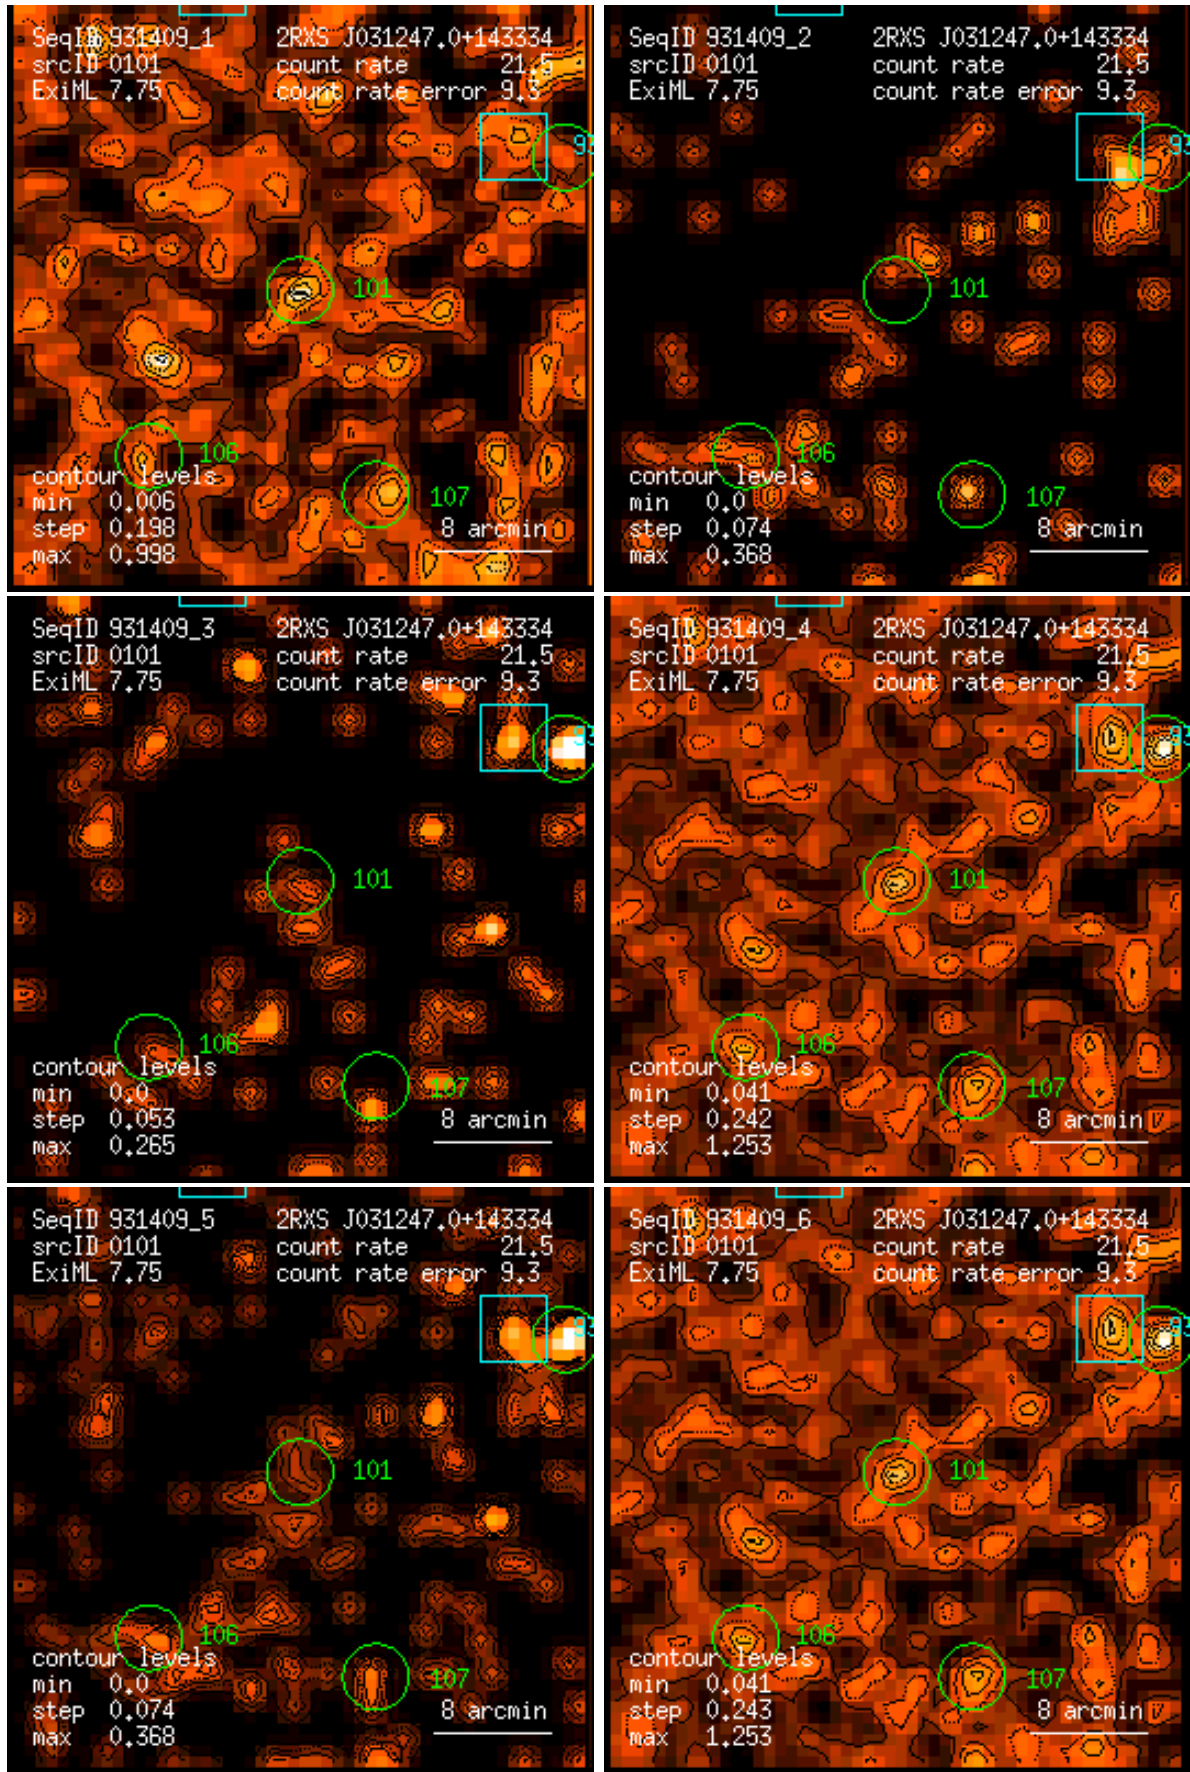 SeqID 931409_1 2RXS J031247.0+143334
srcID 0101 count rate 21.5
ExiML 7.75 count rate error 9.3
93
101
106
contour levels
min 0.006
107
step 0.198 8 arcmin
max 0.998
SeqID 931409_2 2RXS J031247.0+143334
srcID 0101 count rate 21.5
ExiML 7.75 count rate error 9.3
93
101
106
contour levels
min 0.0
107
step 0.074 8 arcmin
max 0.368
SeqID 931409_3 2RXS J031247.0+143334
srcID 0101 count rate 21.5
ExiML 7.75 count rate error 9.3
93
101
106
contour levels
min 0.0
107
step 0.053 8 arcmin
max 0.265
SeqID 931409_4 2RXS J031247.0+143334
srcID 0101 count rate 21.5
ExiML 7.75 count rate error 9.3
93
101
106
contour levels
min 0.041
107
step 0.242 8 arcmin
max 1.253
SeqID 931409_5 2RXS J031247.0+143334
srcID 0101 count rate 21.5
ExiML 7.75 count rate error 9.3
93
101
106
contour levels
min 0.0
107
step 0.074 8 arcmin
max 0.368
SeqID 931409_6 2RXS J031247.0+143334
srcID 0101 count rate 21.5
ExiML 7.75 count rate error 9.3
93
101
106
contour levels
min 0.041
107
step 0.243 8 arcmin
max 1.253